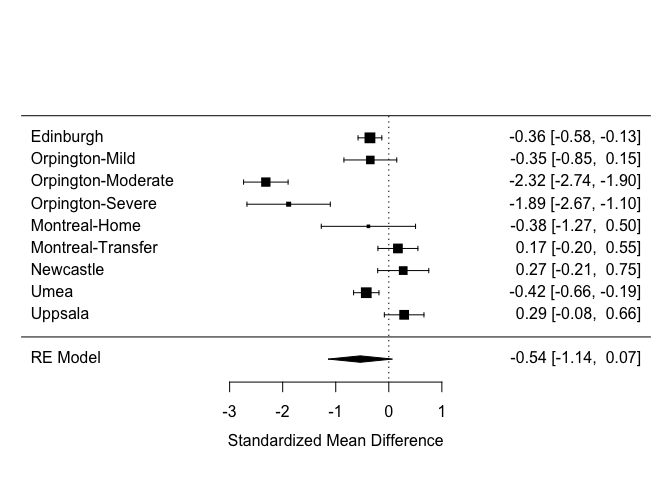 Edinburgh -0.36 [-0.58, -0.13]
Orpington-Mild -0.35 [-0.85, 0.15]
Orpington-Moderate -2.32 [-2.74, -1.90]
Orpington-Severe -1.89 [-2.67, -1.10]
Montreal-Home -0.38 [-1.27, 0.50]
Montreal-Transfer 0.17 [-0.20, 0.55]
Newcastle 0.27 [-0.21, 0.75]
Umea -0.42 [-0.66, -0.19]
Uppsala 0.29 [-0.08, 0.66]
RE Model -0.54 [-1.14, 0.07]
-3 -2 -1 0 1
Standardized Mean Difference